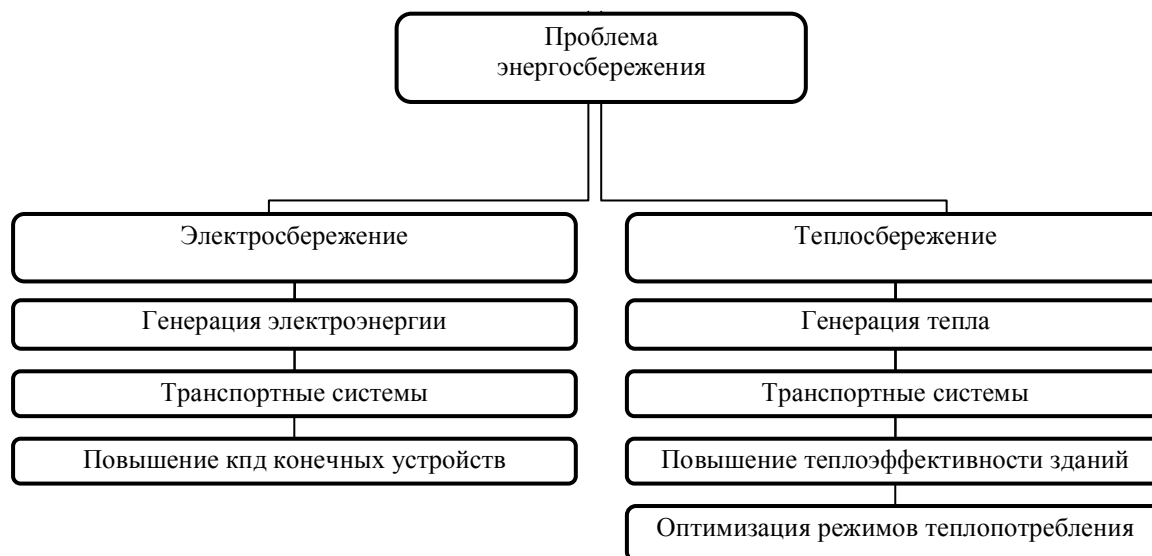 Проблема
энергосбережения
Электросбережение
Генерация электроэнергии
Транспортные системы
Повышение кпд конечных устройств
Теплосбережение
Генерация тепла
Транспортные системы
Повышение теплоэффективности зданий
Оптимизация режимов теплопотребления